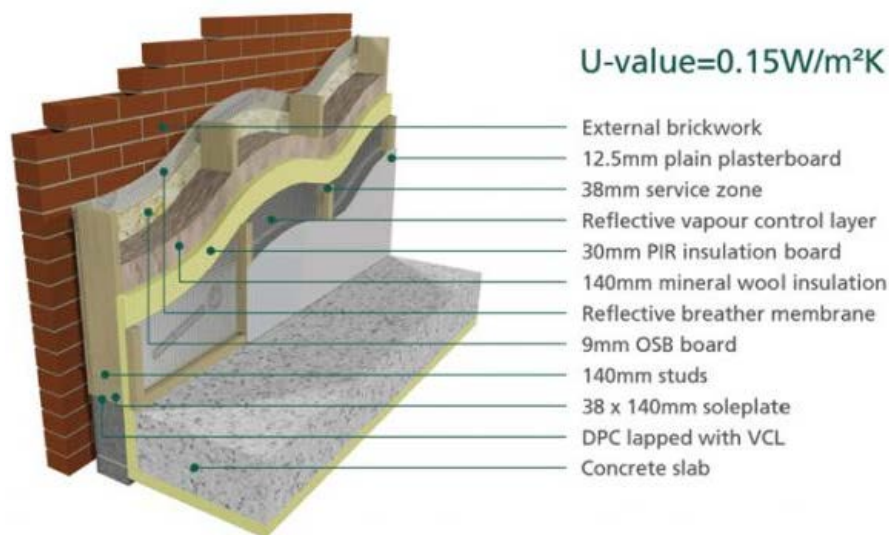 U-value=0.15W/m²K
External brickwork
12.5mm plain plasterboard
38mm service zone
Reflective vapour control layer
30mm PIR insulation board
140mm mineral wool insulation
Reflective breather membrane
9mm OSB board
140mm studs
38 x 140mm soleplate
DPC lapped with VCL
Concrete slab